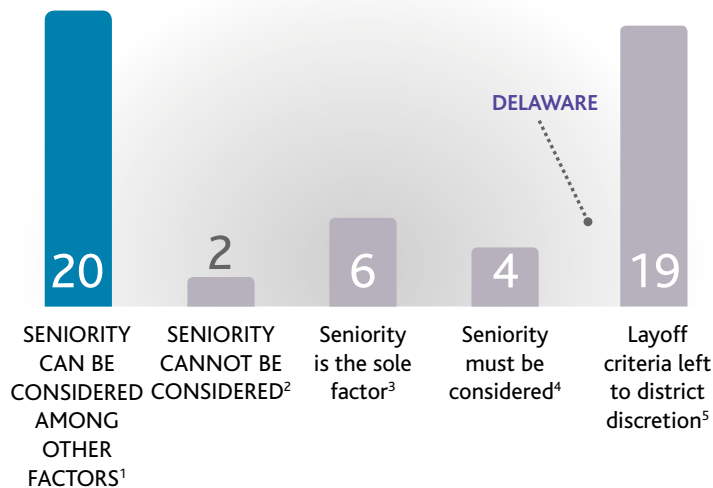 DELAWARE
20
2
6
4
19
SENIORITY
CAN BE
CONSIDERED
AMONG
OTHER
FACTORS¹
SENIORITY
CANNOT BE
CONSIDERED²
Seniority
is the sole
factor³
Seniority
must be
considered⁴
Layoff
criteria left
to district
discretion⁵